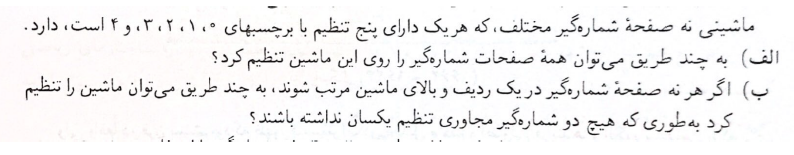 ماشینی نه صفحهٔ شماره‌گیر مختلف، که هر یک دارای پنج تنظیم با برچسبهای ۰، ۱، ۲، ۳، و ۴ است، دارد.
الف) به چند طریق می‌توان همهٔ صفحات شماره‌گیر را روی این ماشین تنظیم کرد؟
ب) اگر هر نه صفحهٔ شماره‌گیر در یک ردیف و بالای ماشین مرتب شوند، به چند طریق می‌توان ماشین را تنظیم
کرد به‌طوری که هیچ دو شماره‌گیر مجاوری تنظیم یکسان نداشته باشند؟